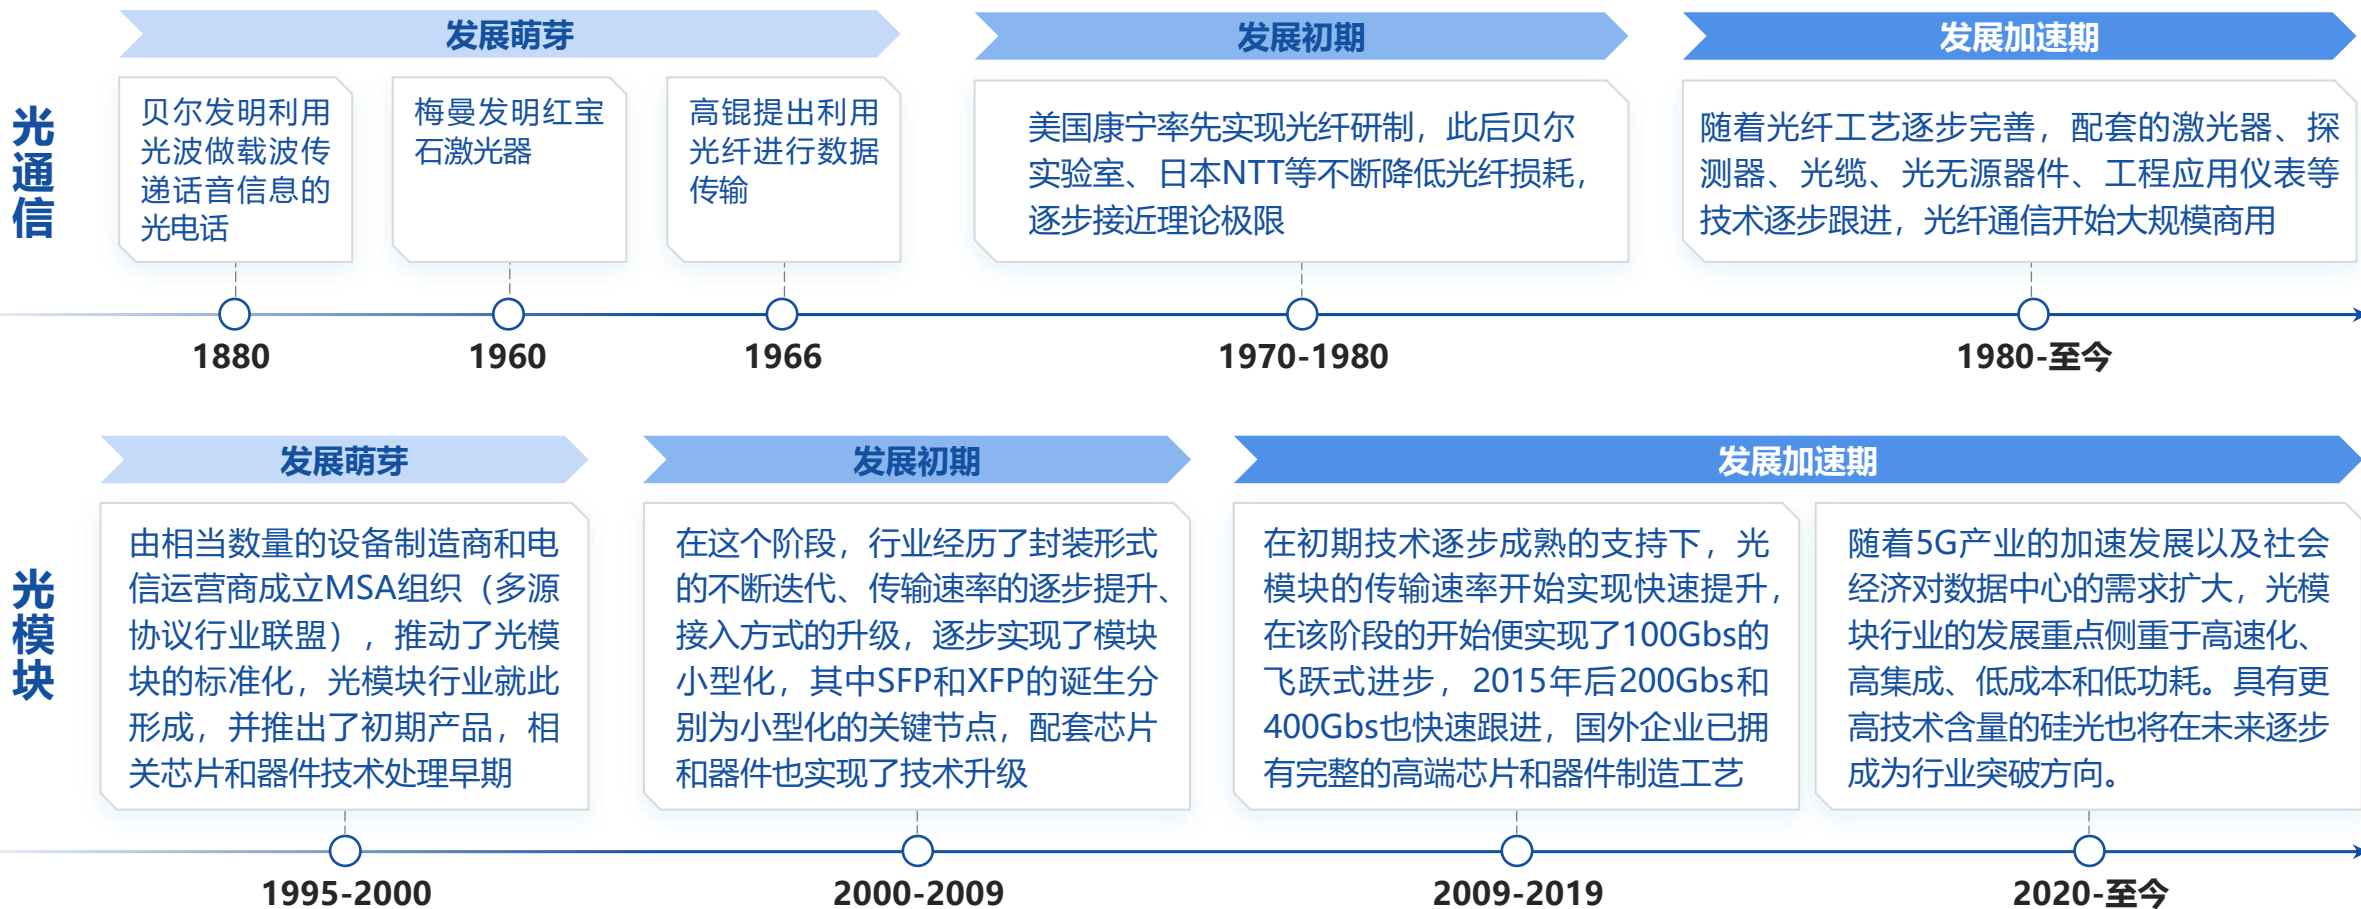 光通信
发展萌芽
发展初期
发展加速期
贝尔发明利用
光波做载波传
递话音信息的
光电话
梅曼发明红宝
石激光器
高锟提出利用
光纤进行数据
传输
美国康宁率先实现光纤研制，此后贝尔
实验室、日本NTT等不断降低光纤损耗，
逐步接近理论极限
随着光纤工艺逐步完善，配套的激光器、探
测器、光缆、光无源器件、工程应用仪表等
技术逐步跟进，光纤通信开始大规模商用
1880
1960
1966
1970-1980
1980-至今
光模块
发展萌芽
发展初期
发展加速期
由相当数量的设备制造商和电
信运营商成立MSA组织（多源
协议行业联盟），推动了光模
块的标准化，光模块行业就此
形成，并推出了初期产品，相
关芯片和器件技术处理早期
在这个阶段，行业经历了封装形式
的不断迭代、传输速率的逐步提升、
接入方式的升级，逐步实现了模块
小型化，其中SFP和XFP的诞生分
别为小型化的关键节点，配套芯片
和器件也实现了技术升级
在初期技术逐步成熟的支持下，光
模块的传输速率开始实现快速提升，
在该阶段的开始便实现了100Gbs的
飞跃式进步，2015年后200Gbs和
400Gbs也快速跟进，国外企业已拥
有完整的高端芯片和器件制造工艺
随着5G产业的加速发展以及社会
经济对数据中心的需求扩大，光模
块行业的发展重点侧重于高速化、
高集成、低成本和低功耗。具有更
高技术含量的硅光也将在未来逐步
成为行业突破方向。
1995-2000
2000-2009
2009-2019
2020-至今